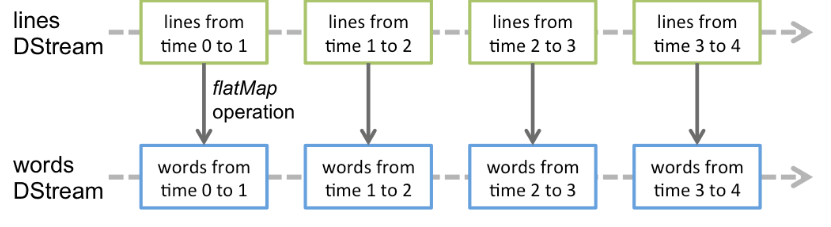 lines
DStream
lines from
time 0 to 1
lines from
time 1 to 2
lines from
time 2 to 3
lines from
time 3 to 4
flatMap
operation
words
DStream
words from
time 0 to 1
words from
time 1 to 2
words from
time 2 to 3
words from
time 3 to 4